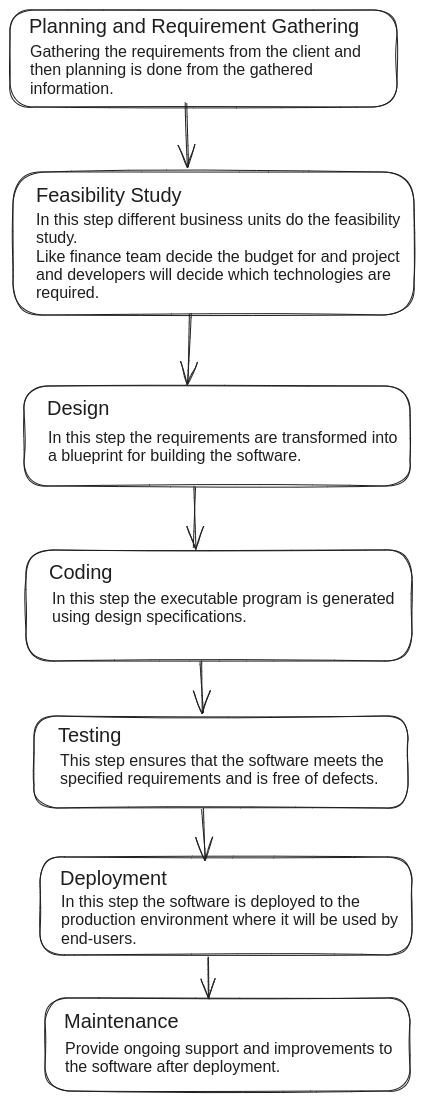 Planning and Requirement Gathering
Gathering the requirements from the client and
then planning is done from the gathered
information.
Feasibility Study
In this step different business units do the feasibility
study.
Like finance team decide the budget for and project
and developers will decide which technologies are
required.
Design
In this step the requirements are transformed into
a blueprint for building the software.
Coding
In this step the executable program is generated
using design specifications.
Testing
This step ensures that the software meets the
specified requirements and is free of defects.
Deployment
In this step the software is deployed to the
production environment where it will be used by
end-users.
Maintenance
Provide ongoing support and improvements to
the software after deployment.